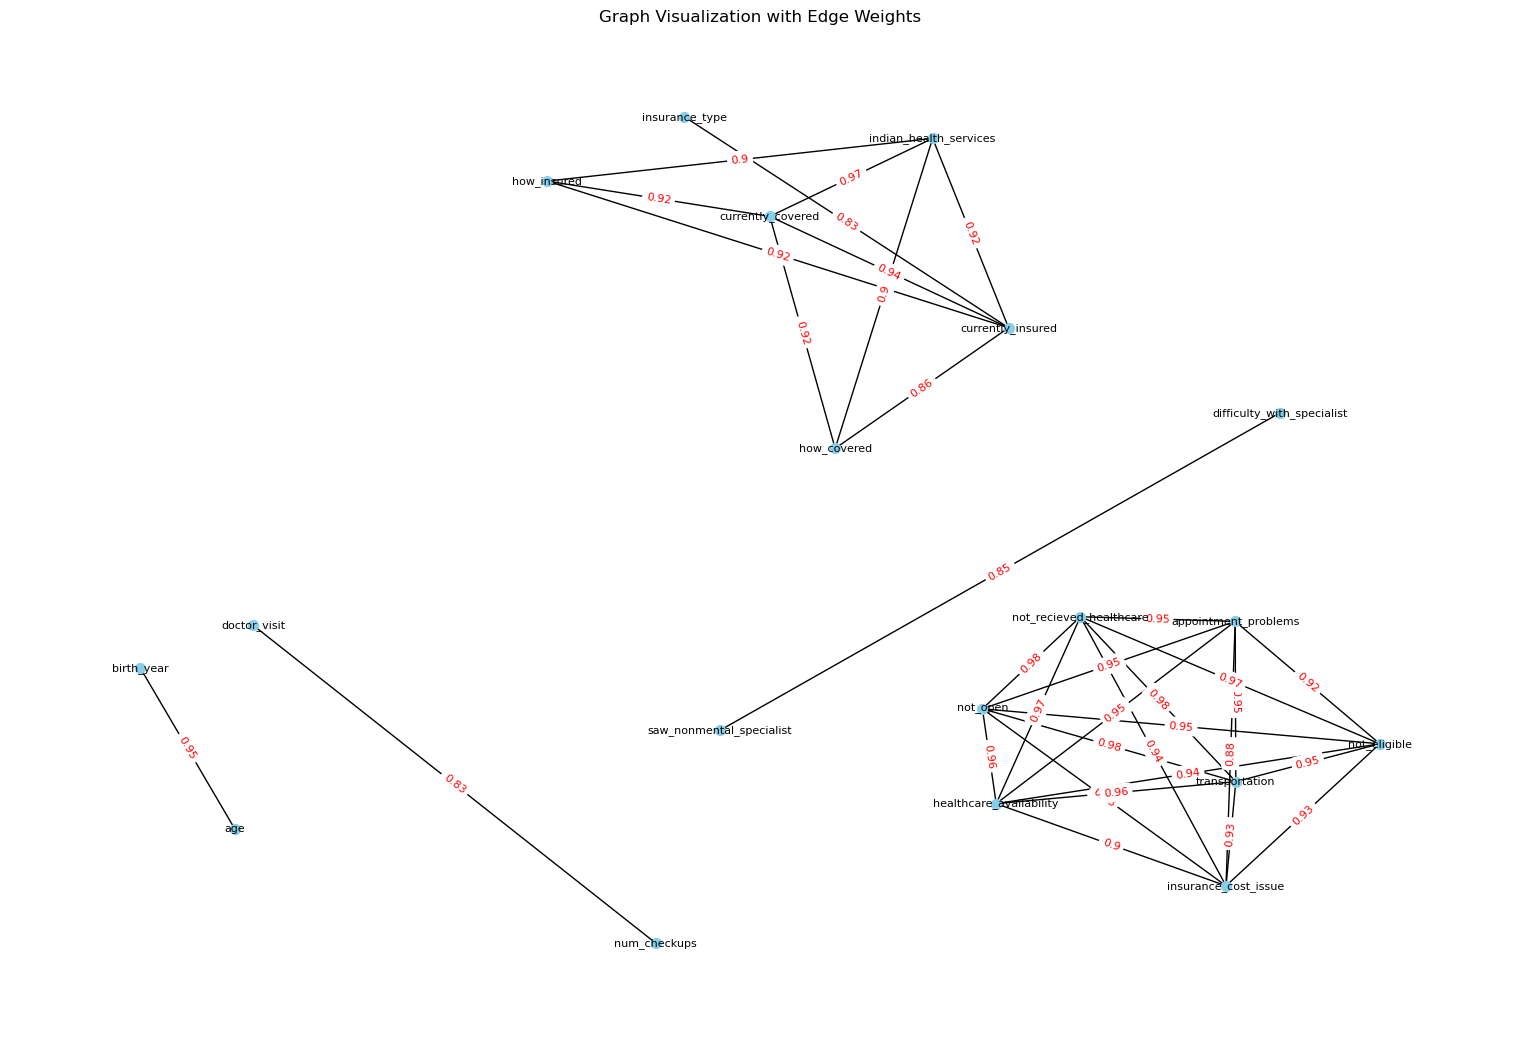 Graph Visualization with Edge Weights
insurance_type
indian_health_services
0.9
how_insured
0.97
0.92
currently_covered
0.83
0.92
0.92
0.94
0.9
currently_insured
0.92
0.86
difficulty_with_specialist
how_covered
0.85
not_recieved_healthcare
0.95
appointment_problems
doctor_visit
0.98
0.95
birth_year
0.97
0.92
0.98
0.95
not_open
0.97
0.95
0.95
saw_nonmental_specialist
0.95
0.98
not_eligible
0.94
0.88
0.96
0.95
0.94
transportation
0.83
0.96
healthcare_availability
0.93
age
0.93
0.9
insurance_cost_issue
num_checkups